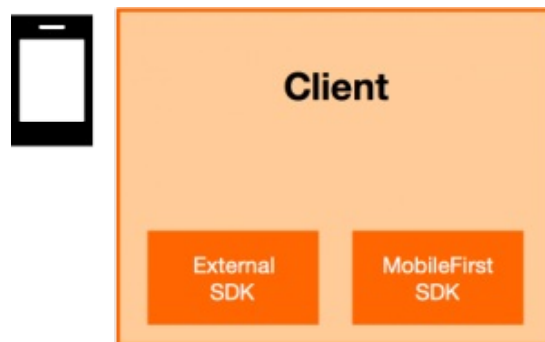 Client
External
SDK
MobileFirst
SDK